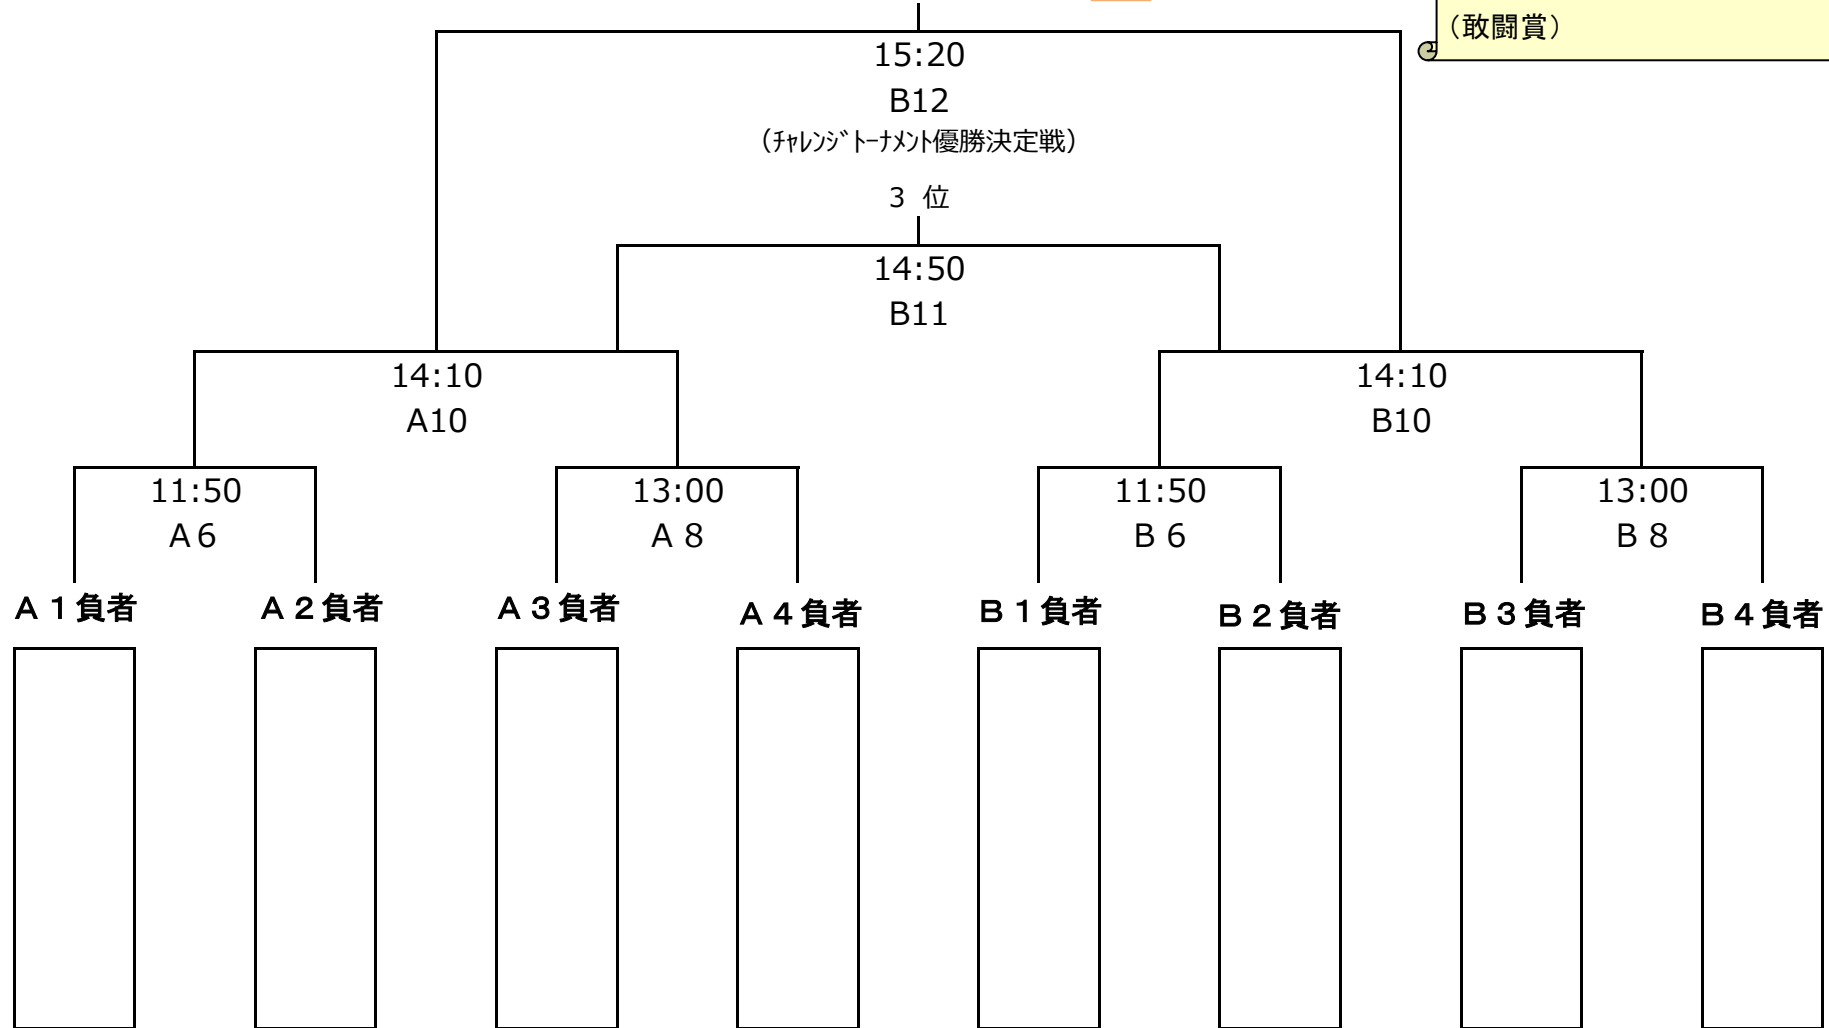 （敢闘賞）
15:20
B12
（ﾁｬﾚﾝｼﾞﾄｰﾅﾒﾝﾄ優勝決定戦）
3 位
14:50
B11
14:10 14:10
A10 B10
11:50 13:00 11:50 13:00
A 6 A 8 B 6 B 8
Ａ１負者 Ａ２負者 Ａ３負者 Ａ４負者 Ｂ１負者 Ｂ２負者 Ｂ３負者 Ｂ４負者